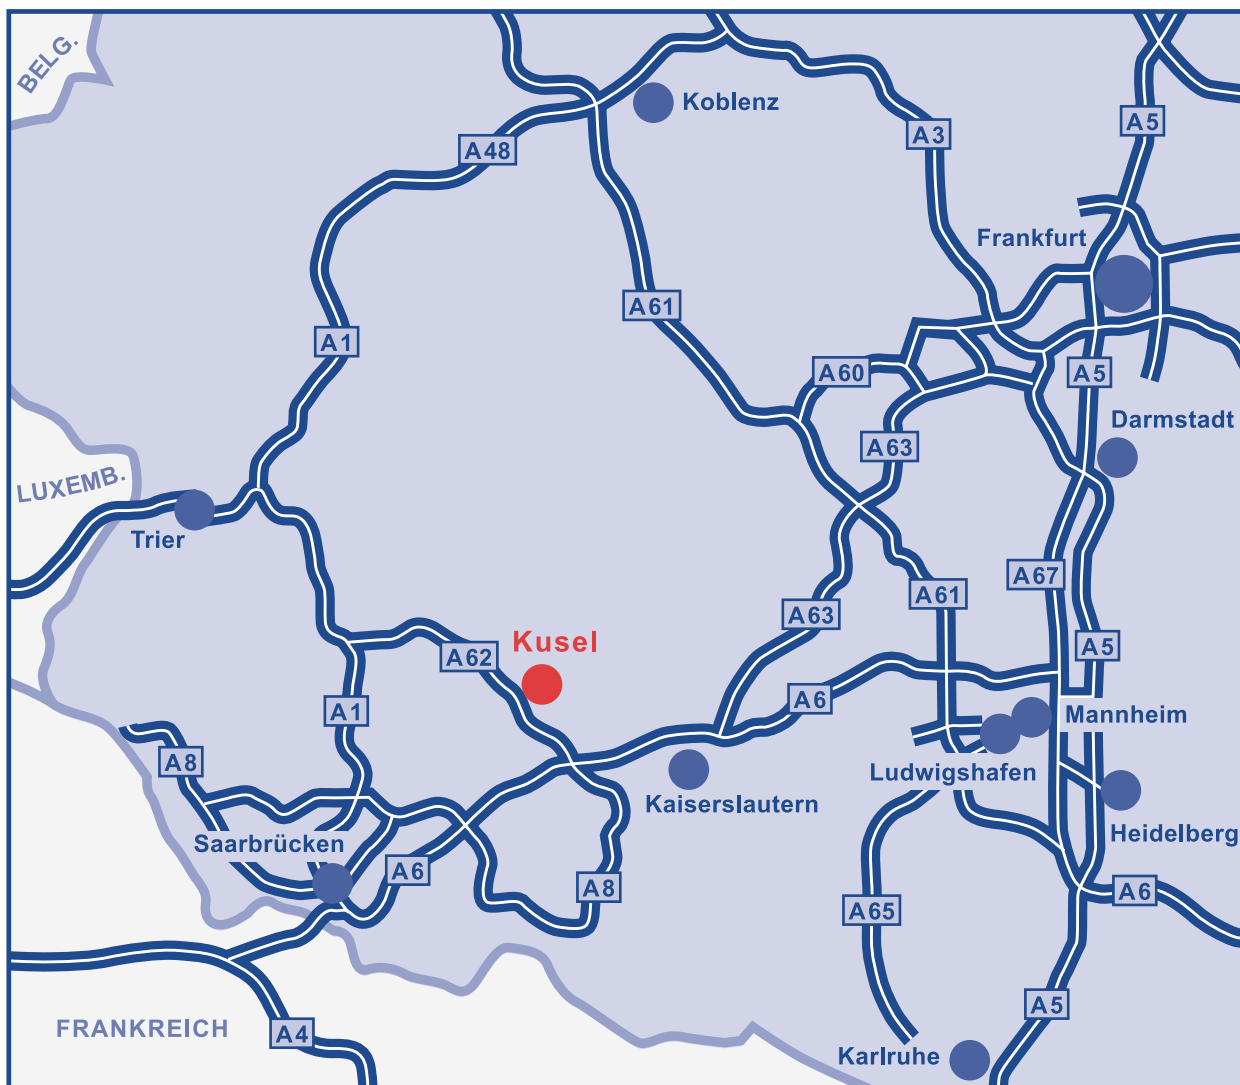 BELG.
Koblenz
A5
A3
A48
Frankfurt
A61
A1
A60
A5
Darmstadt
A63
LUXEMB.
Trier
A67
A61
A63
Kusel
A62
A5
A6
A1
Mannheim
A8
Ludwigshafen
Kaiserslautern
Heidelberg
Saarbrücken
A6
A8
A6
A65
A5
FRANKREICH
A4
Karlruhe